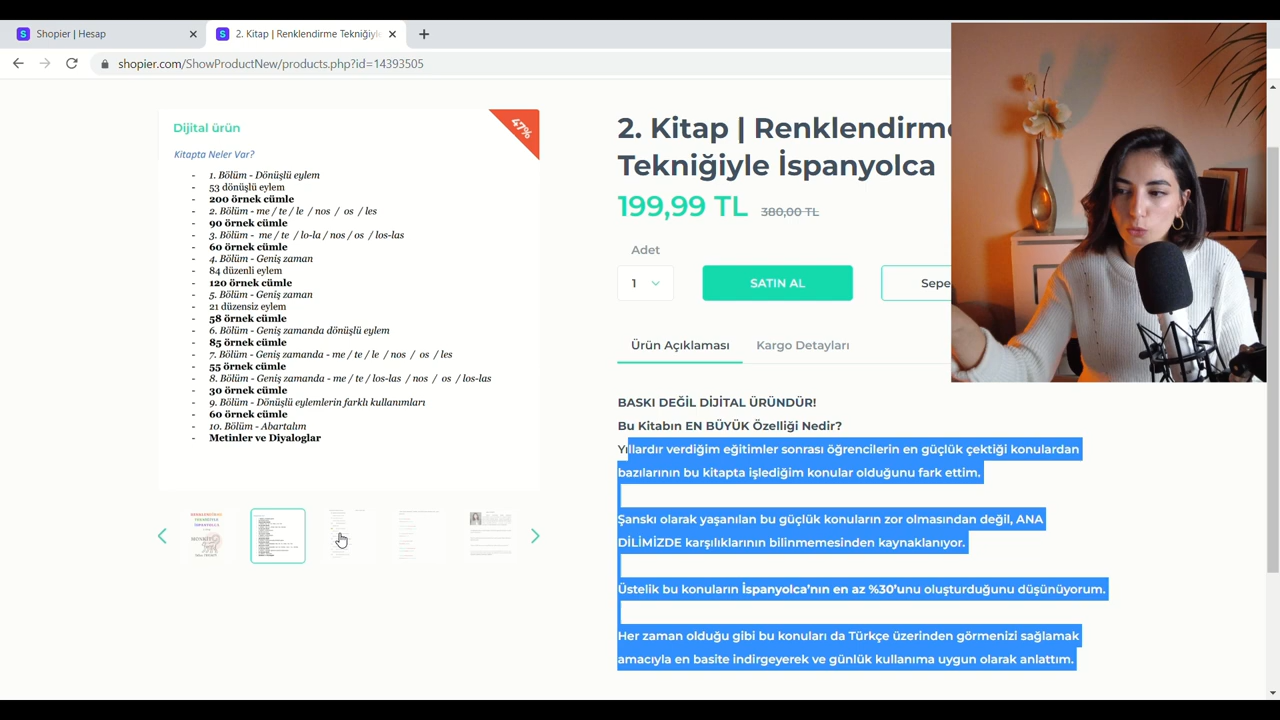 Shopier | Hesap
2. Kitap | Renklendirme Tekniğiyle
shopier.com/ShowProductNew/products.php?id=14393505
Dijital ürün
47%
Kitapta Neler Var?
- 1. Bölüm - Dönüşlü eylem
- 53 dönüşlü eylem
- 200 örnek cümle
- 2. Bölüm - me / te / le / nos / os / les
- 90 örnek cümle
- 3. Bölüm - me / te / lo-la / nos / os / los-las
- 60 örnek cümle
- 4. Bölüm - Geniş zaman
- 84 düzenli eylem
- 120 örnek cümle
- 5. Bölüm - Geniş zaman
- 21 düzensiz eylem
- 58 örnek cümle
- 6. Bölüm - Geniş zamanda dönüşlü eylem
- 85 örnek cümle
- 7. Bölüm - Geniş zamanda - me / te / le / nos / os / les
- 55 örnek cümle
- 8. Bölüm - Geniş zamanda - me / te / los-las / nos / os / los-las
- 30 örnek cümle
- 9. Bölüm - Dönüşlü eylemlerin farklı kullanımları
- 60 örnek cümle
- 10. Bölüm - Abartalım
- Metinler ve Diyaloglar
2. Kitap | Renklendirme
Tekniğiyle İspanyolca
199,99 TL 380,00 TL
Adet
1
SATIN AL
Sepe
Ürün Açıklaması
Kargo Detayları
BASKI DEĞİL DİJİTAL ÜRÜNDÜR!
Bu Kitabın EN BÜYÜK Özelliği Nedir?
Yıllardır verdiğim eğitimler sonrası öğrencilerin en güçlük çektiği konulardan
bazılarının bu kitapta işlediğim konular olduğunu fark ettim.
Şanskı olarak yaşanılan bu güçlük konuların zor olmasından değil, ANA
DİLİMİZDE karşılıklarının bilinmemesinden kaynaklanıyor.
Üstelik bu konuların İspanyolca'nın en az %30'unu oluşturduğunu düşünüyorum.
Her zaman olduğu gibi bu konuları da Türkçe üzerinden görmenizi sağlamak
amacıyla en basite indirgeyerek ve günlük kullanıma uygun olarak anlattım.